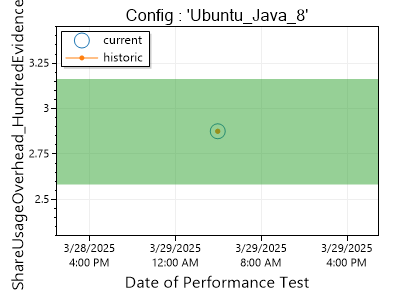 Config : 'Ubuntu_Java_8'
current
historic
ShareUsageOverhead_HundredEvidence
3.25
3
2.75
2.5
3/28/2025 3/29/2025 3/29/2025 3/29/2025
4:00 PM 12:00 AM 8:00 AM 4:00 PM
Date of Performance Test